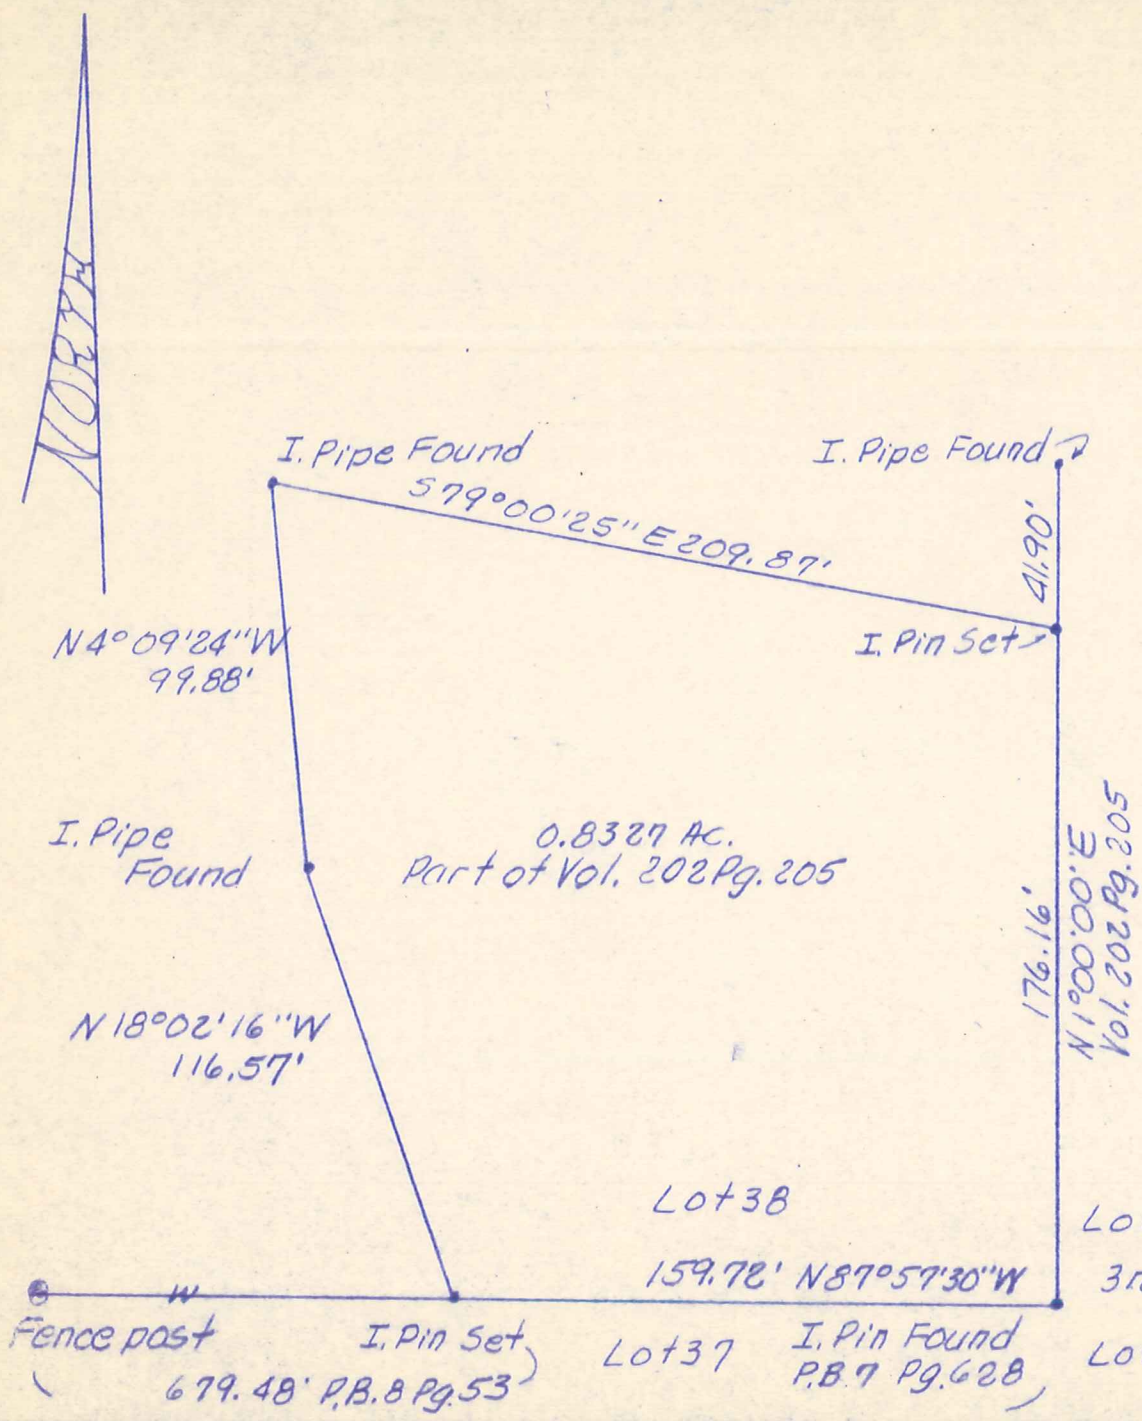 NORTH
I. Pipe Found
I. Pipe Found
S79°00'25"E 209.87'
41.90'
N4°09'24"W
99.88'
I. Pin Set
I. Pipe
Found
0.8327 AC.
Part of Vol. 202 Pg. 205
176.16'
N1°00'00"E
Vol. 202 Pg. 205
N18°02'16"W
116.57'
Lot 38
Lo
159.72' N87°57'30"W
3r
Fence post
I. Pin Set
Lot 37
I. Pin Found
Lo
679.48' P.B.8 Pg.53
P.B.7 Pg.628